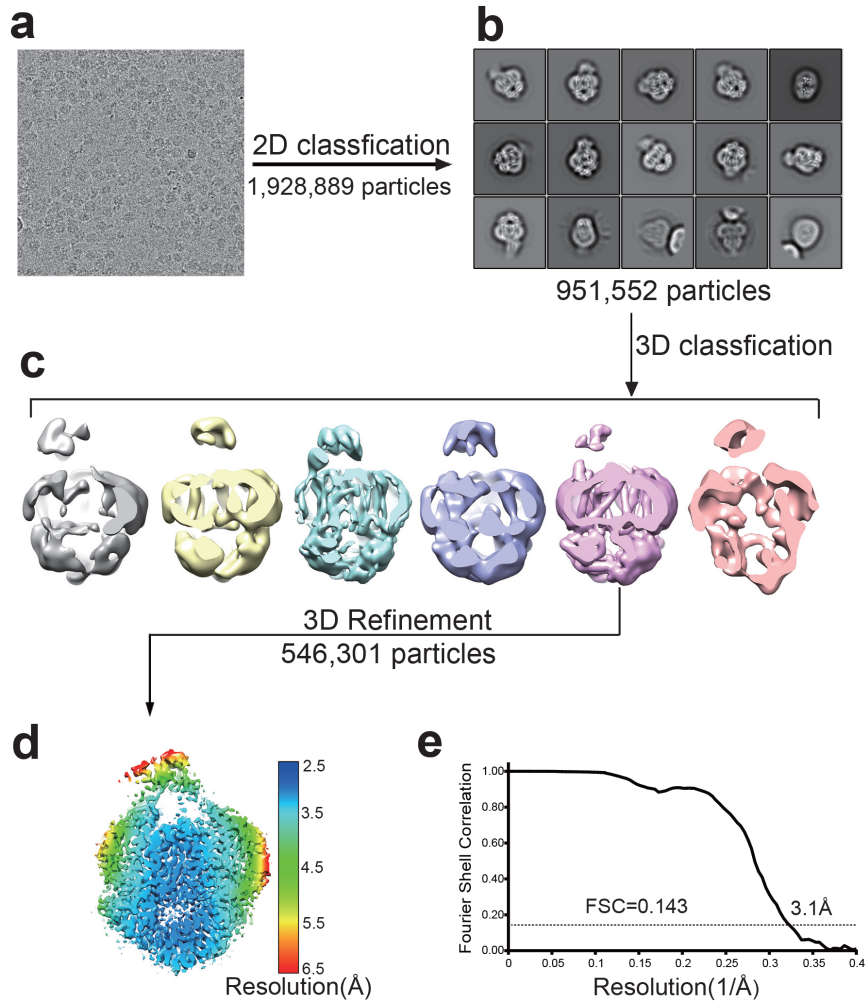 a
b
2D classfication
1,928,889 particles
951,552 particles
3D classfication
c
3D Refinement
546,301 particles
d
2.5
3.5
4.5
5.5
6.5
Resolution(Å)
e
Fourier Shell Correlation
1.00
0.80
0.60
0.40
0.20
0.00
FSC=0.143
3.1Å
0
0.05
0.1
0.15
0.2
0.25
0.3
0.35
0.4
Resolution(1/Å)